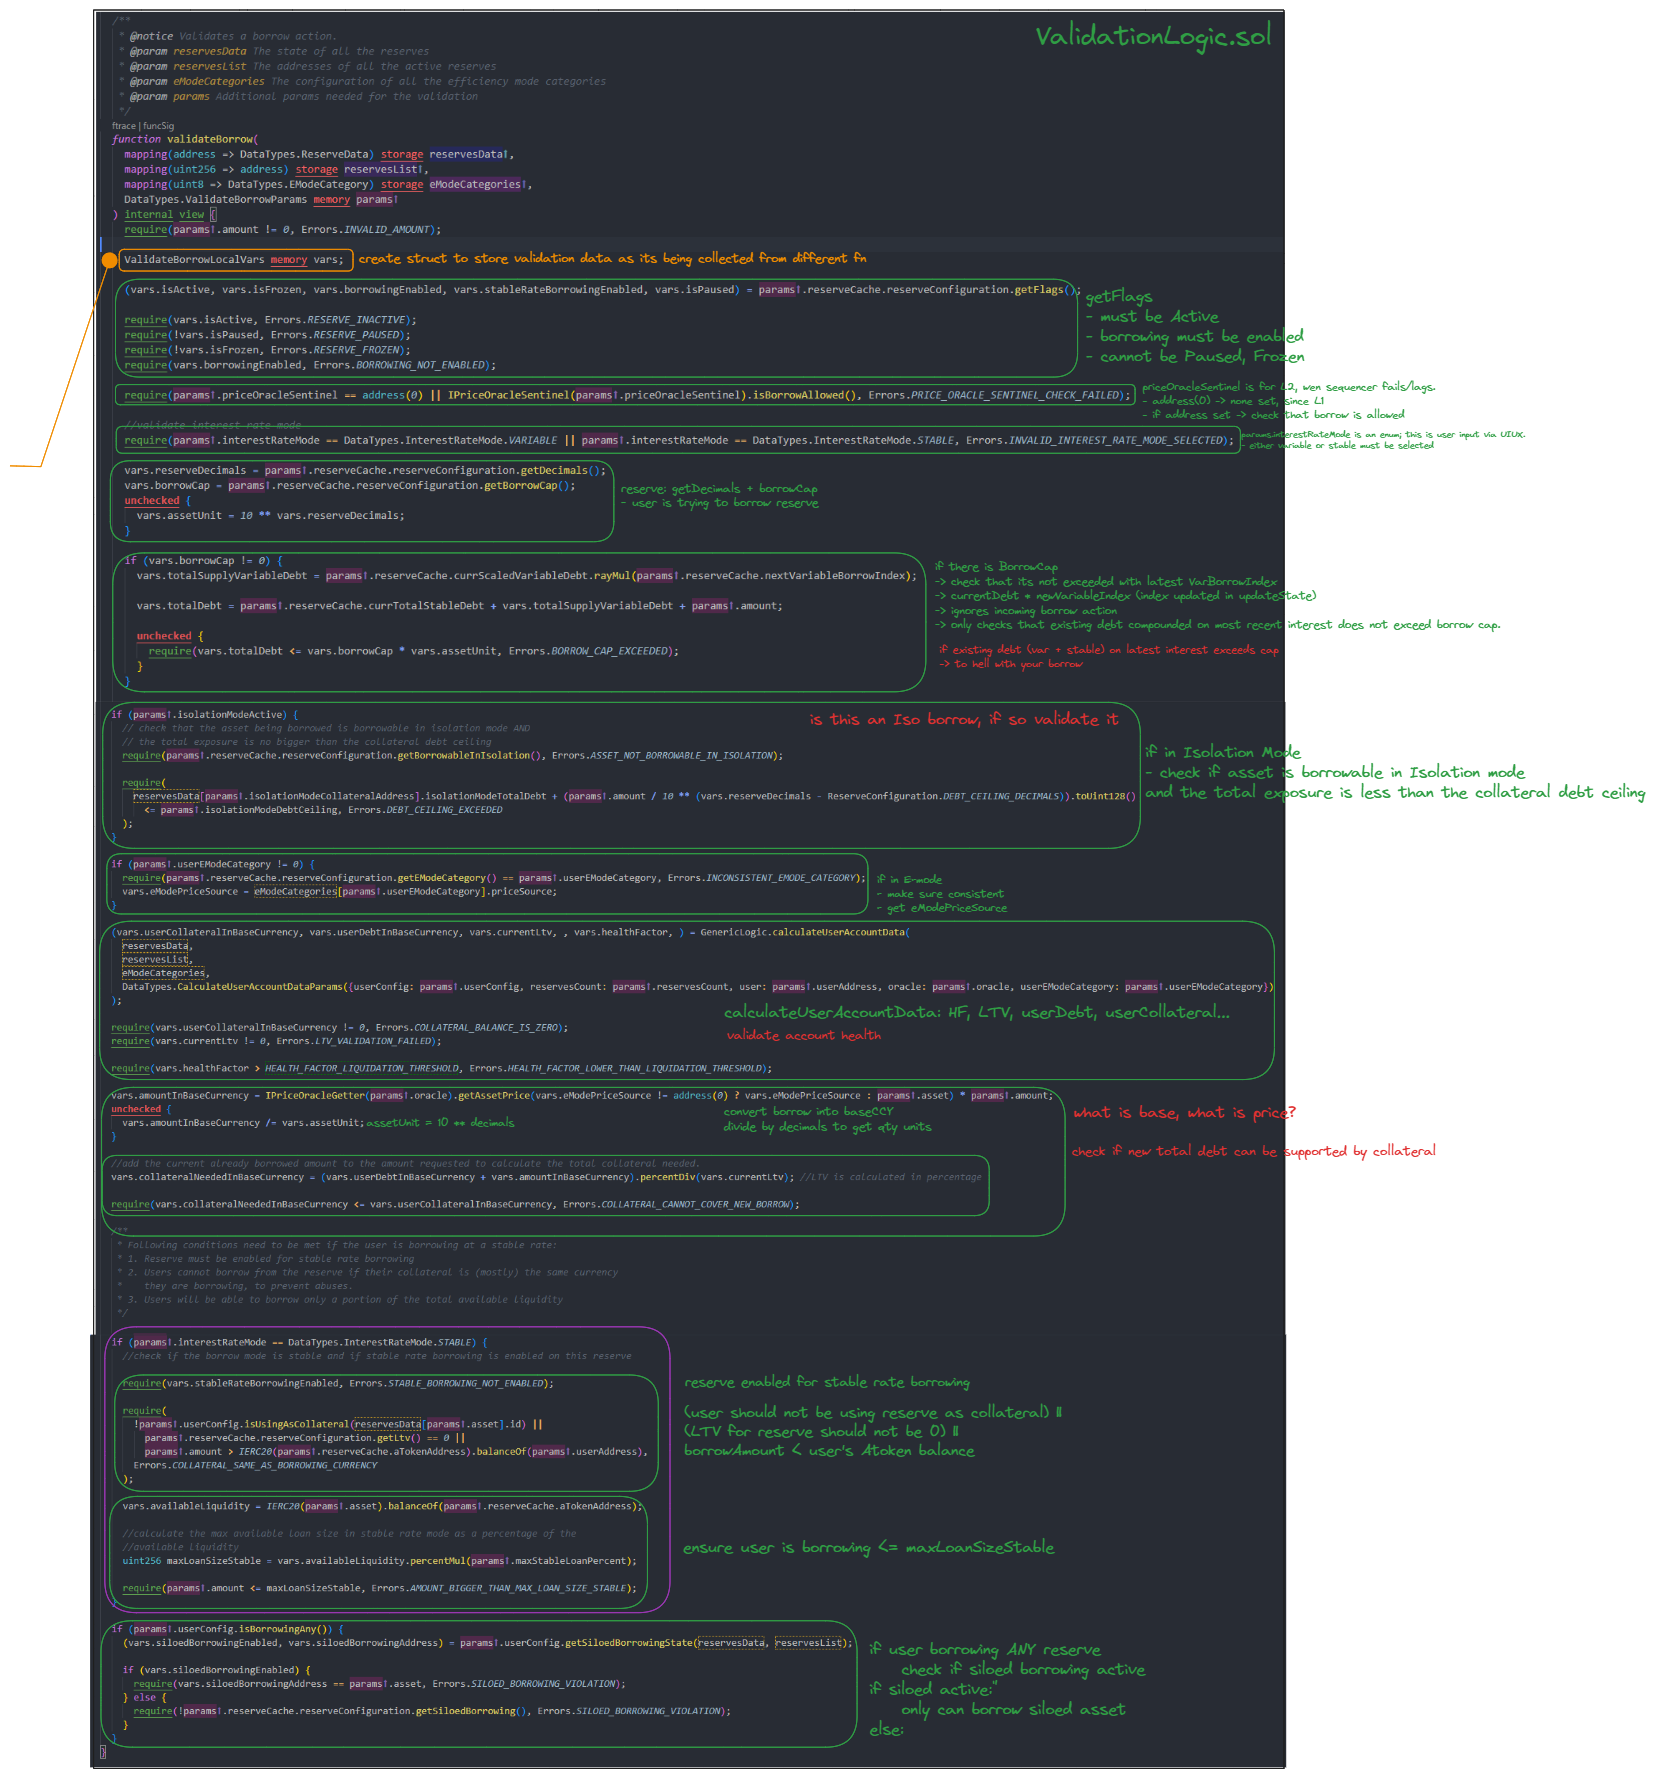 ValidationLogic.sol
/**
* @notice Validates a borrow action.
* @param reservesData The state of all the reserves
* @param reservesList The addresses of all the active reserves
* @param eModeCategories The configuration of all the efficiency mode categories
* @param params Additional params needed for the validation
*/
ftrace | funcSig
function validateBorrow(
mapping(address => DataTypes.ReserveData) storage reservesData↑,
mapping(uint256 => address) storage reservesList↑,
mapping(uint8 => DataTypes.EModeCategory) storage eModeCategories↑,
DataTypes.ValidateBorrowParams memory params↑
) internal view {
require(params↑.amount != 0, Errors.INVALID_AMOUNT);
ValidateBorrowLocalVars memory vars;
create struct to store validation data as its being collected from different fn
(vars.isActive, vars.isFrozen, vars.borrowingEnabled, vars.stableRateBorrowingEnabled, vars.isPaused) = params↑.reserveCache.reserveConfiguration.getFlags();
require(vars.isActive, Errors.RESERVE_INACTIVE);
require(!vars.isPaused, Errors.RESERVE_PAUSED);
require(!vars.isFrozen, Errors.RESERVE_FROZEN);
require(vars.borrowingEnabled, Errors.BORROWING_NOT_ENABLED);
getFlags
- must be Active
- borrowing must be enabled
- cannot be Paused, Frozen
require(params↑.priceOracleSentinel == address(0) || IPriceOracleSentinel(params↑.priceOracleSentinel).isBorrowAllowed(), Errors.PRICE_ORACLE_SENTINEL_CHECK_FAILED);
priceOracleSentinel is for L2, wen sequencer fails/lags.
- address(0) -> none set, since L1
- if address set -> check that borrow is allowed
//validate interest rate mode
require(params↑.interestRateMode == DataTypes.InterestRateMode.VARIABLE || params↑.interestRateMode == DataTypes.InterestRateMode.STABLE, Errors.INVALID_INTEREST_RATE_MODE_SELECTED);
params.interestRateMode is an enum; this is user input via UIUX.
- either variable or stable must be selected
vars.reserveDecimals = params↑.reserveCache.reserveConfiguration.getDecimals();
vars.borrowCap = params↑.reserveCache.reserveConfiguration.getBorrowCap();
unchecked {
vars.assetUnit = 10 ** vars.reserveDecimals;
}
reserve: getDecimals + borrowCap
- user is trying to borrow reserve
if (vars.borrowCap != 0) {
vars.totalSupplyVariableDebt = params↑.reserveCache.currScaledVariableDebt.rayMul(params↑.reserveCache.nextVariableBorrowIndex);
vars.totalDebt = params↑.reserveCache.currTotalStableDebt + vars.totalSupplyVariableDebt + params↑.amount;
unchecked {
require(vars.totalDebt <= vars.borrowCap * vars.assetUnit, Errors.BORROW_CAP_EXCEEDED);
}
}
if there is BorrowCap
-> check that its not exceeded with latest VarBorrowIndex
-> currentDebt * newVariableIndex (index updated in updateState)
-> ignores incoming borrow action
-> only checks that existing debt compounded on most recent interest does not exceed borrow cap.
if existing debt (var + stable) on latest interest exceeds cap
-> to hell with your borrow
if (params↑.isolationModeActive) {
// check that the asset being borrowed is borrowable in isolation mode AND
// the total exposure is no bigger than the collateral debt ceiling
require(params↑.reserveCache.reserveConfiguration.getBorrowableInIsolation(), Errors.ASSET_NOT_BORROWABLE_IN_ISOLATION);
require(
reservesData[params↑.isolationModeCollateralAddress].isolationModeTotalDebt + (params↑.amount / 10 ** (vars.reserveDecimals - ReserveConfiguration.DEBT_CEILING_DECIMALS)).toUint128()
<= params↑.isolationModeDebtCeiling, Errors.DEBT_CEILING_EXCEEDED
);
}
is this an Iso borrow, if so validate it
if in Isolation Mode
- check if asset is borrowable in Isolation mode
and the total exposure is less than the collateral debt ceiling
if (params↑.userEModeCategory != 0) {
require(params↑.reserveCache.reserveConfiguration.getEModeCategory() == params↑.userEModeCategory, Errors.INCONSISTENT_EMODE_CATEGORY);
vars.eModePriceSource = eModeCategories[params↑.userEModeCategory].priceSource;
}
if in E-mode
- make sure consistent
- get eModePriceSource
(vars.userCollateralInBaseCurrency, vars.userDebtInBaseCurrency, vars.currentLtv, , vars.healthFactor, ) = GenericLogic.calculateUserAccountData(
reservesData,
reservesList,
eModeCategories,
DataTypes.CalculateUserAccountDataParams({userConfig: params↑.userConfig, reservesCount: params↑.reservesCount, user: params↑.userAddress, oracle: params↑.oracle, userEModeCategory: params↑.userEModeCategory})
);
calculateUserAccountData: HF, LTV, userDebt, userCollateral...
validate account health
require(vars.userCollateralInBaseCurrency != 0, Errors.COLLATERAL_BALANCE_IS_ZERO);
require(vars.currentLtv != 0, Errors.LTV_VALIDATION_FAILED);
require(vars.healthFactor > HEALTH_FACTOR_LIQUIDATION_THRESHOLD, Errors.HEALTH_FACTOR_LOWER_THAN_LIQUIDATION_THRESHOLD);
vars.amountInBaseCurrency = IPriceOracleGetter(params↑.oracle).getAssetPrice(vars.eModePriceSource != address(0) ? vars.eModePriceSource : params↑.asset) * params↑.amount;
unchecked {
vars.amountInBaseCurrency /= vars.assetUnit; assetUnit = 10 ** decimals
}
convert borrow into baseCCY
divide by decimals to get qty units
what is base, what is price?
check if new total debt can be supported by collateral
//add the current already borrowed amount to the amount requested to calculate the total collateral needed.
vars.collateralNeededInBaseCurrency = (vars.userDebtInBaseCurrency + vars.amountInBaseCurrency).percentDiv(vars.currentLtv); //LTV is calculated in percentage
require(vars.collateralNeededInBaseCurrency <= vars.userCollateralInBaseCurrency, Errors.COLLATERAL_CANNOT_COVER_NEW_BORROW);
/**
* Following conditions need to be met if the user is borrowing at a stable rate:
* 1. Reserve must be enabled for stable rate borrowing
* 2. Users cannot borrow from the reserve if their collateral is (mostly) the same currency
* they are borrowing, to prevent abuses.
* 3. Users will be able to borrow only a portion of the total available liquidity
*/
if (params↑.interestRateMode == DataTypes.InterestRateMode.STABLE) {
//check if the borrow mode is stable and if stable rate borrowing is enabled on this reserve
require(vars.stableRateBorrowingEnabled, Errors.STABLE_BORROWING_NOT_ENABLED);
require(
!params↑.userConfig.isUsingAsCollateral(reservesData[params↑.asset].id) ||
params↑.reserveCache.reserveConfiguration.getLtv() == 0 ||
params↑.amount > IERC20(params↑.reserveCache.aTokenAddress).balanceOf(params↑.userAddress),
Errors.COLLATERAL_SAME_AS_BORROWING_CURRENCY
);
reserve enabled for stable rate borrowing
(user should not be using reserve as collateral) ||
(LTV for reserve should not be 0) ||
borrowAmount < user's Atoken balance
vars.availableLiquidity = IERC20(params↑.asset).balanceOf(params↑.reserveCache.aTokenAddress);
//calculate the max available loan size in stable rate mode as a percentage of the
//available liquidity
uint256 maxLoanSizeStable = vars.availableLiquidity.percentMul(params↑.maxStableLoanPercent);
require(params↑.amount <= maxLoanSizeStable, Errors.AMOUNT_BIGGER_THAN_MAX_LOAN_SIZE_STABLE);
}
ensure user is borrowing <= maxLoanSizeStable
if (params↑.userConfig.isBorrowingAny()) {
(vars.siloedBorrowingEnabled, vars.siloedBorrowingAddress) = params↑.userConfig.getSiloedBorrowingState(reservesData, reservesList);
if (vars.siloedBorrowingEnabled) {
require(vars.siloedBorrowingAddress == params↑.asset, Errors.SILOED_BORROWING_VIOLATION);
} else {
require(!params↑.reserveCache.reserveConfiguration.getSiloedBorrowing(), Errors.SILOED_BORROWING_VIOLATION);
}
}
}
if user borrowing ANY reserve
check if siloed borrowing active
if siloed active:"
only can borrow siloed asset
else: